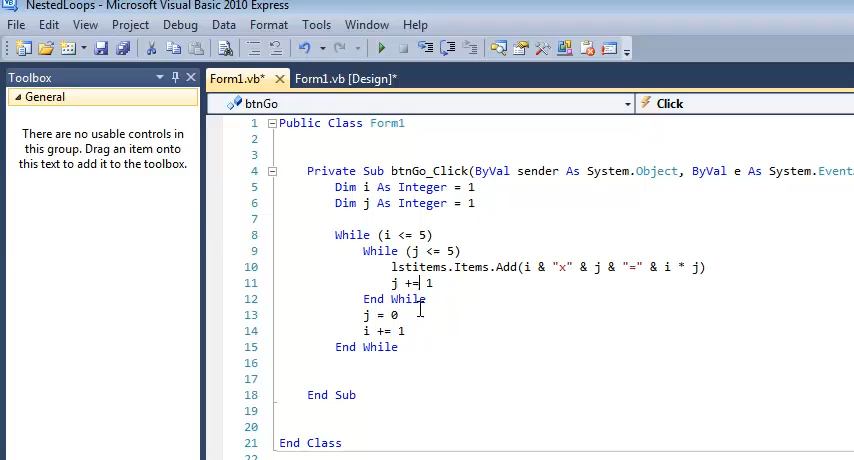 NestedLoops - Microsoft Visual Basic 2010 Express
File Edit View Project Debug Data Format Tools Window Help
Toolbox
General
There are no usable controls in
this group. Drag an item onto
this text to add it to the toolbox.
Form1.vb* Form1.vb [Design]*
btnGo Click
1 Public Class Form1
2
3
4 Private Sub btnGo_Click(ByVal sender As System.Object, ByVal e As System.Event
5 Dim i As Integer = 1
6 Dim j As Integer = 1
7
8 While (i <= 5)
9 While (j <= 5)
10 lstitems.Items.Add(i & "x" & j & "=" & i * j)
11 j += 1
12 End While
13 j = 0
14 i += 1
15 End While
16
17
18 End Sub
19
20
21 End Class
22